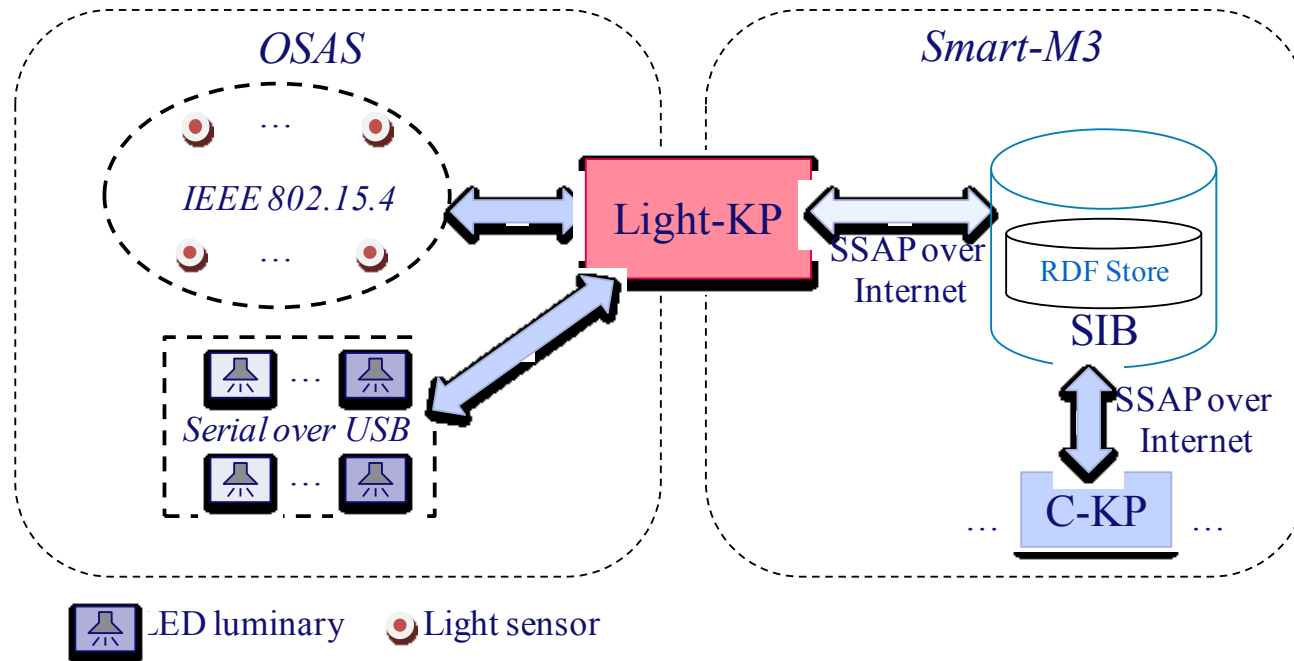 OSAS
Smart-M3
...
IEEE 802.15.4
...
Light-KP
SSAP over
Internet
RDF Store
SIB
...
Serial over USB
...
SSAP over
Internet
... C-KP ...
LED luminary
Light sensor